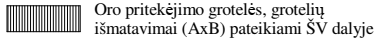 Oro pritekėjimo grotelės, grotelių
išmatavimai (AxB) pateikiami ŠV dalyje